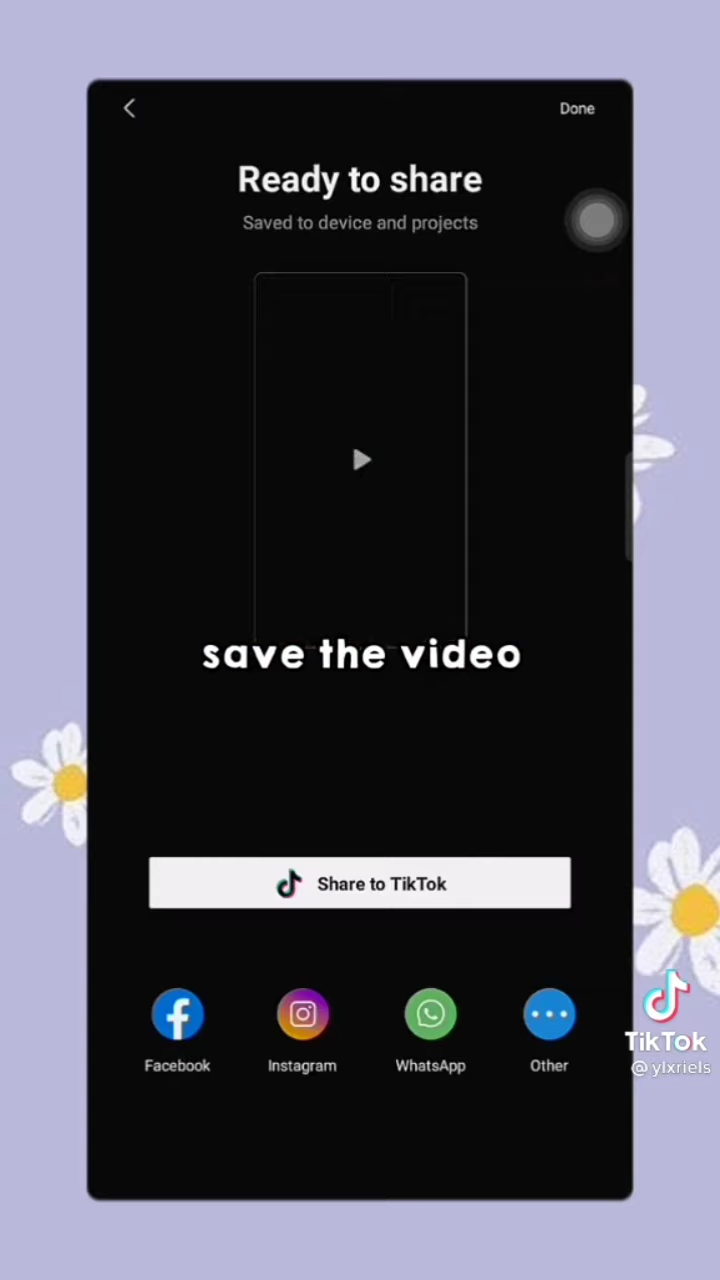 Done
Ready to share
Saved to device and projects
save the video
Share to TikTok
Facebook
Instagram
WhatsApp
Other
TikTok
@ylxriels